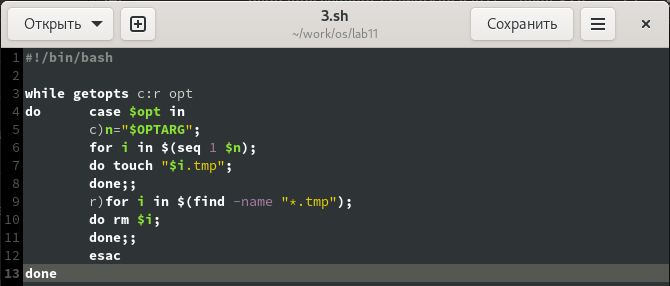 Открыть
3.sh
~/work/os/lab11
Сохранить
1 #!/bin/bash
2
3 while getopts c:r opt
4 do      case $opt in
5         c)n="$OPTARG";
6         for i in $(seq 1 $n);
7         do touch "$i.tmp";
8         done;;
9         r)for i in $(find -name "*.tmp");
10         do rm $i;
11         done;;
12         esac
13 done